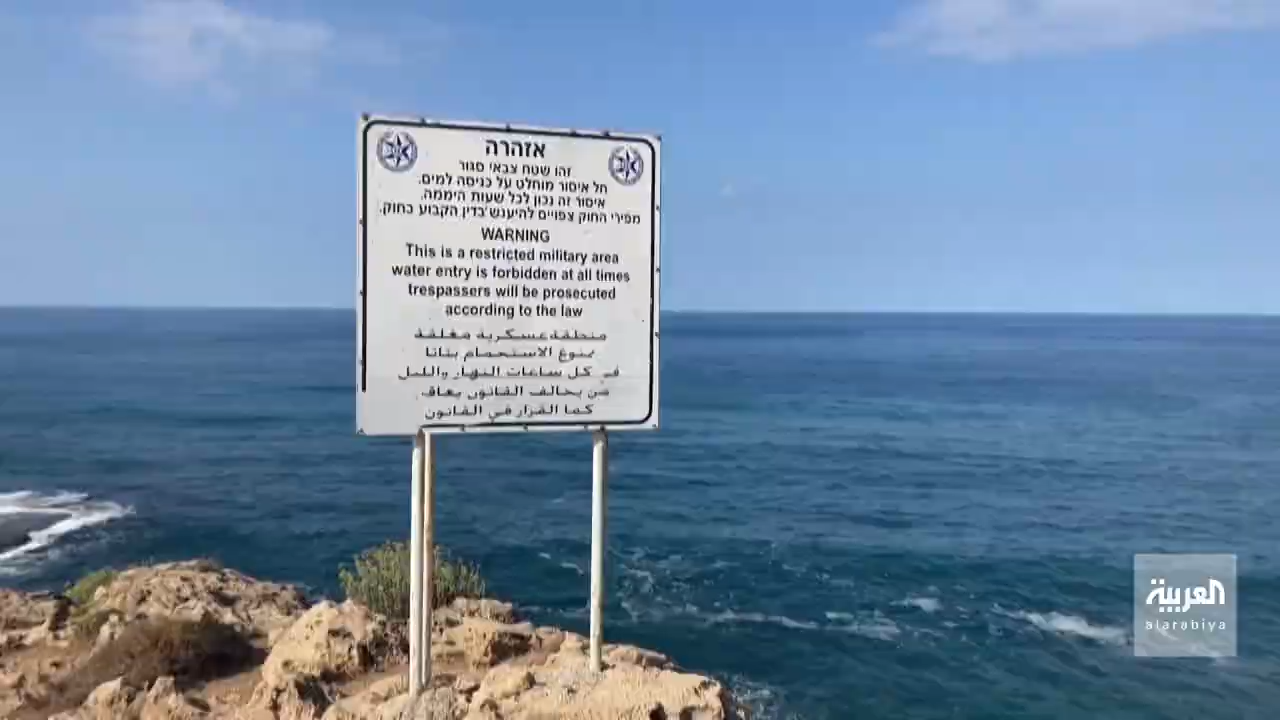 אזהרה
זהו שטח צבאי סגור
חל איסור מוחלט על כניסה למים.
איסור זה נכון לכל שעות היממה.
מפירי החוק צפויים להיענש בדין הקבוע בחוק.
WARNING
This is a restricted military area
water entry is forbidden at all times
trespassers will be prosecuted
according to the law
منطقة عسكرية مغلقة
ممنوع الاستحمام بتاتا
في كل ساعات النهار والليل
من يخالف القانون يعاقب
كما القرار في القانون
العربية
alarabiya